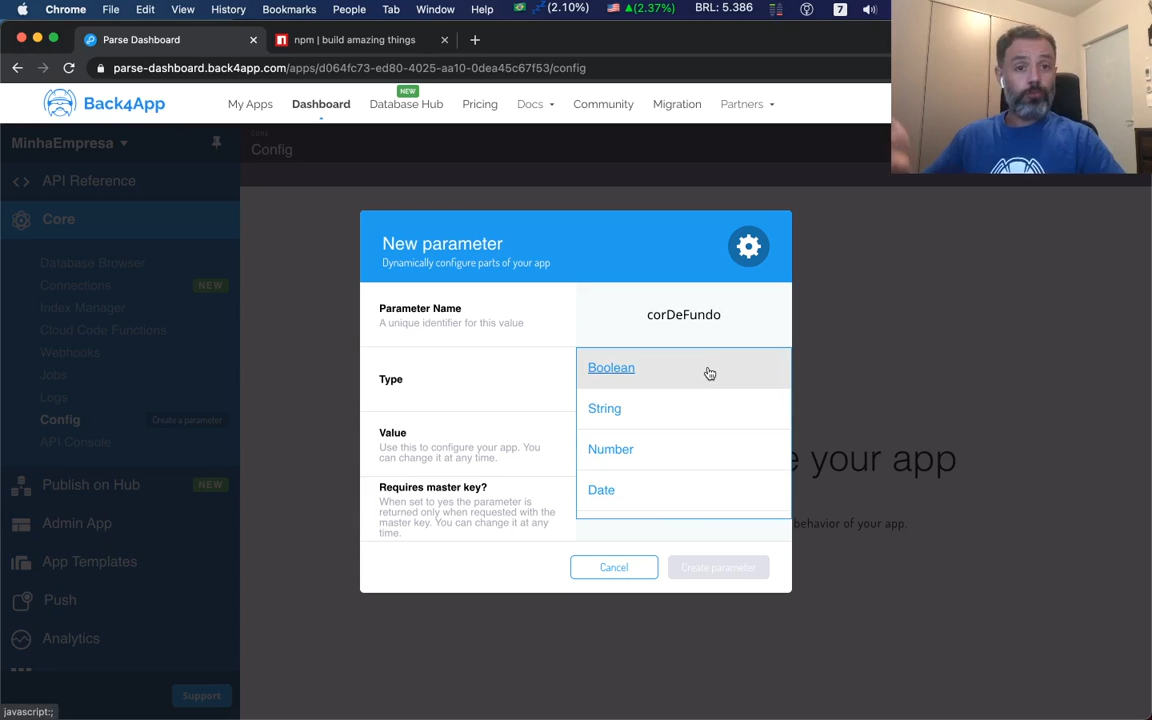 Chrome File Edit View History Bookmarks People Tab Window Help (2.10%) (2.37%) BRL: 5.386 7
Parse Dashboard npm | build amazing things
parse-dashboard.back4app.com/apps/d064fc73-ed80-4025-aa10-0dea45c67f53/config
NEW
Back4App My Apps Dashboard Database Hub Pricing Docs Community Migration Partners
MinhaEmpresa
CORE
Config
API Reference
Core
Database Browser
Connections NEW
Index Manager
Cloud Code Functions
Webhooks
Jobs
Logs
Config Create a parameter
API Console
Publish on Hub NEW
Admin App
App Templates
Push
Analytics
Support
javascript:;
New parameter
Dynamically configure parts of your app
Parameter Name
A unique identifier for this value
corDeFundo
Type
Boolean
String
Number
Date
Value
Use this to configure your app. You
can change it at any time.
Requires master key?
When set to yes the parameter is
returned only when requested with the
master key. You can change it at any
time.
Cancel Create parameter
e your app
behavior of your app.